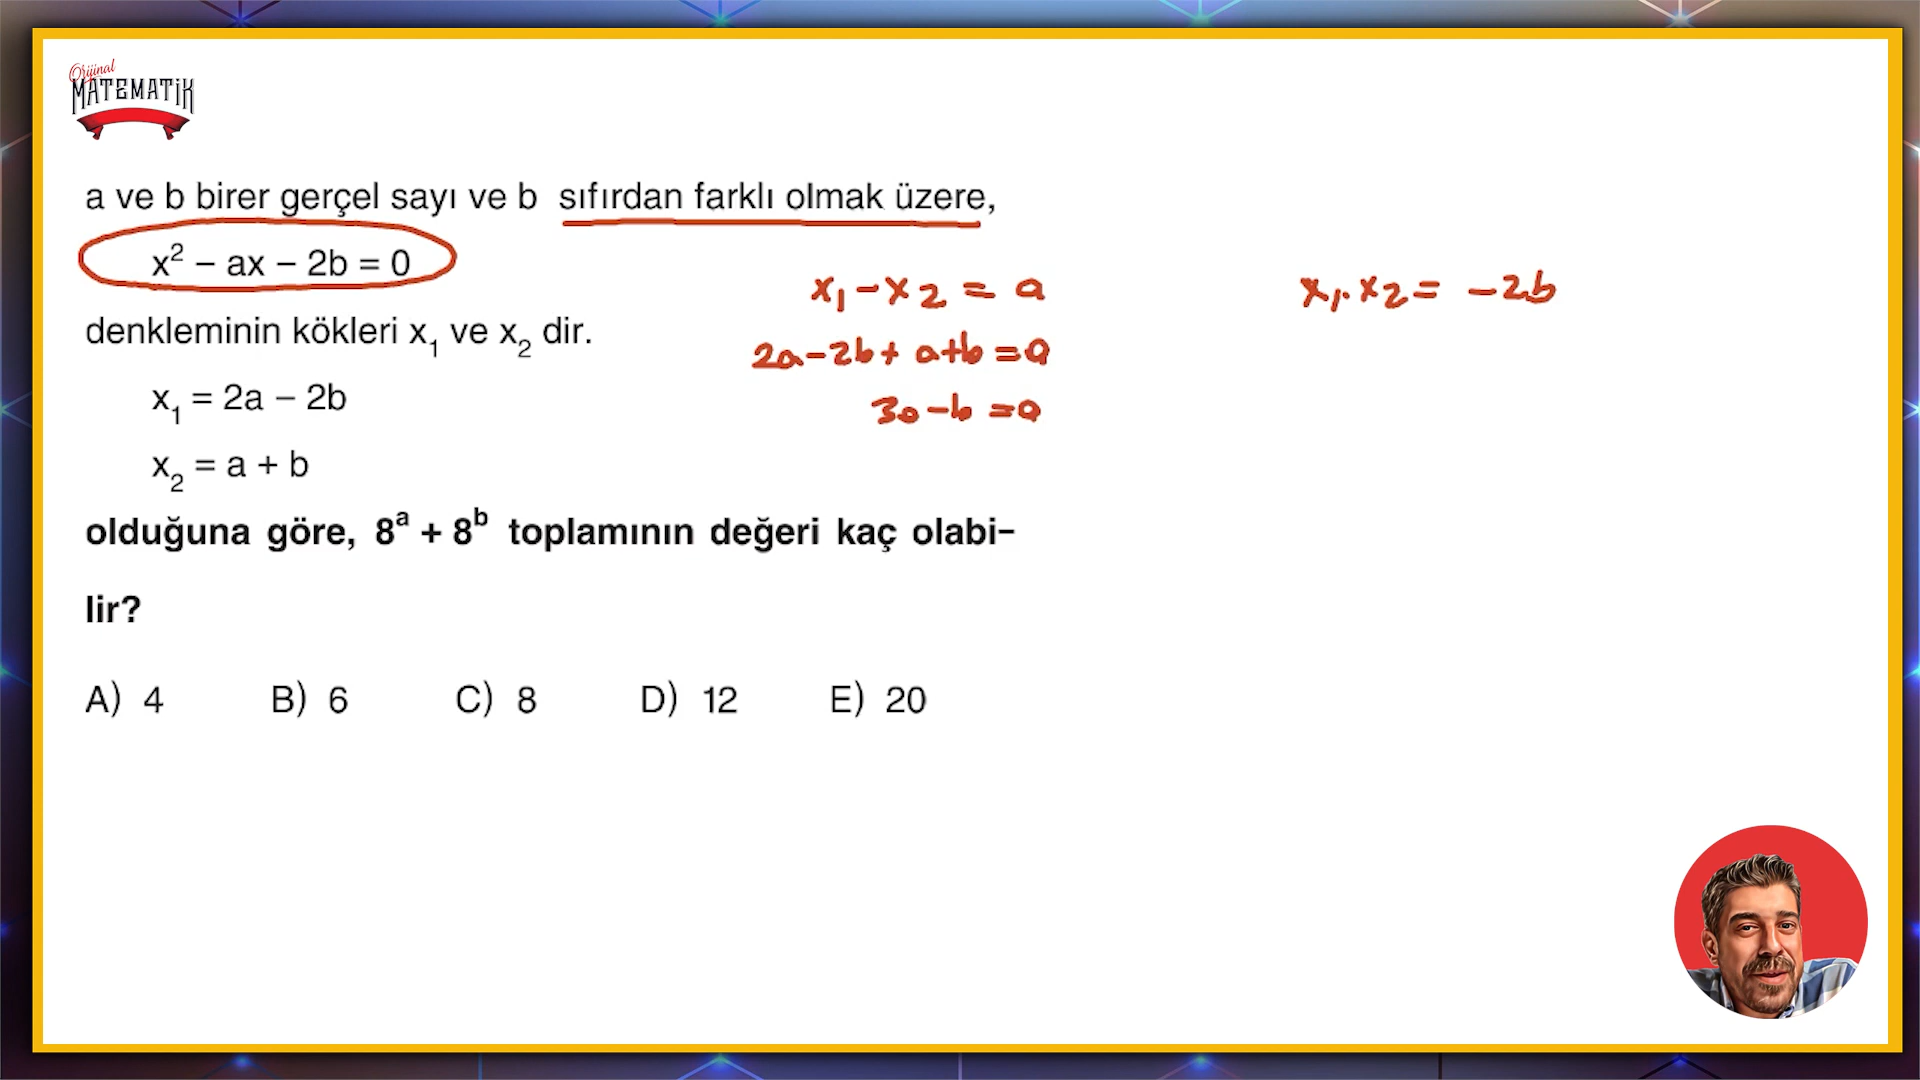 Orijinal
MATEMATİK
a ve b birer gerçel sayı ve b sıfırdan farklı olmak üzere,
x² – ax – 2b = 0
denkleminin kökleri x₁ ve x₂ dir.
x₁ = 2a – 2b
x₂ = a + b
olduğuna göre, 8ᵃ + 8ᵇ toplamının değeri kaç olabi-
lir?
A) 4 B) 6 C) 8 D) 12 E) 20
x₁ - x₂ = a
2a - 2b + a+b = a
3a - b = a
x₁ . x₂ = -2b